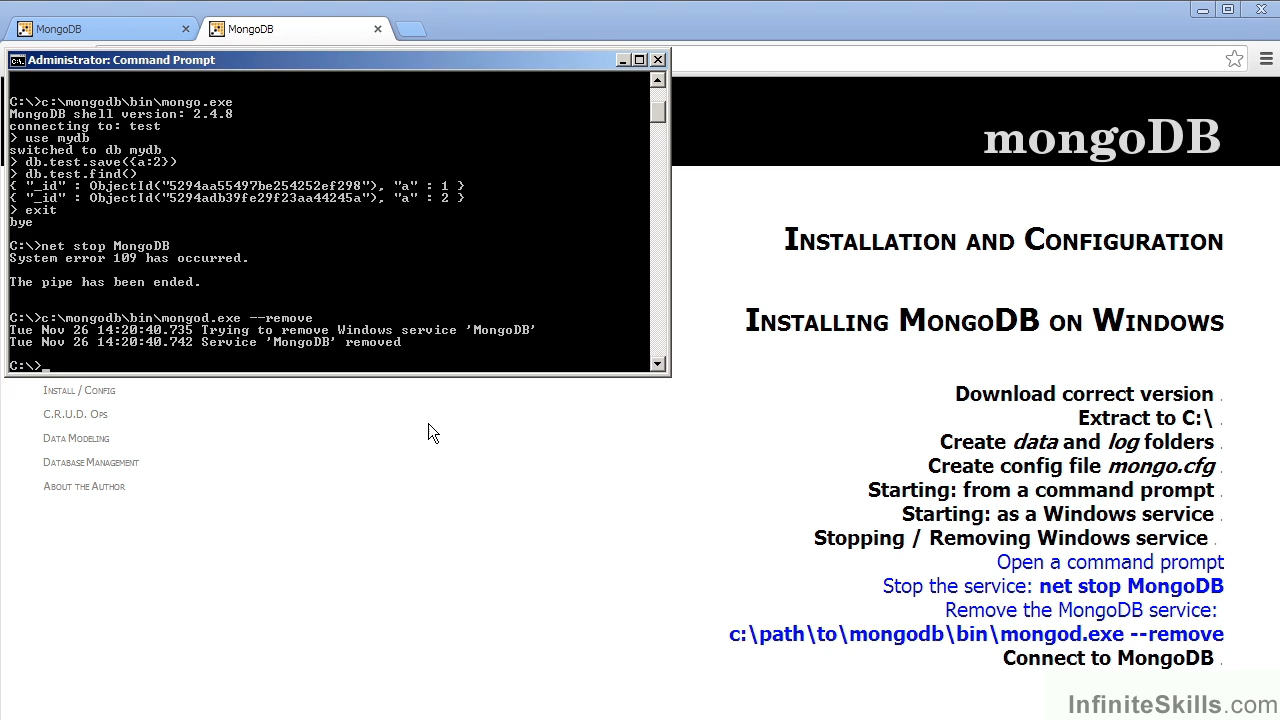 MongoDB
MongoDB
Administrator: Command Prompt
C:\>c:\mongodb\bin\mongo.exe
MongoDB shell version: 2.4.8
connecting to: test
> use mydb
switched to db mydb
> db.test.save({a:2})
> db.test.find()
{ "_id" : ObjectId("5294aa55497be254252ef298"), "a" : 1 }
{ "_id" : ObjectId("5294adb39fe29f23aa44245a"), "a" : 2 }
> exit
bye
C:\>net stop MongoDB
System error 109 has occurred.
The pipe has been ended.
C:\>c:\mongodb\bin\mongod.exe --remove
Tue Nov 26 14:20:40.735 Trying to remove Windows service 'MongoDB'
Tue Nov 26 14:20:40.742 Service 'MongoDB' removed
C:\>_
mongoDB
Installation and Configuration
Installing MongoDB on Windows
Install / Config
C.R.U.D. Ops
Data Modeling
Database Management
About the Author
Download correct version .
Extract to C:\ .
Create data and log folders .
Create config file mongo.cfg .
Starting: from a command prompt .
Starting: as a Windows service .
Stopping / Removing Windows service .
Open a command prompt
Stop the service: net stop MongoDB
Remove the MongoDB service:
c:\path\to\mongodb\bin\mongod.exe --remove
Connect to MongoDB .
InfiniteSkills.com